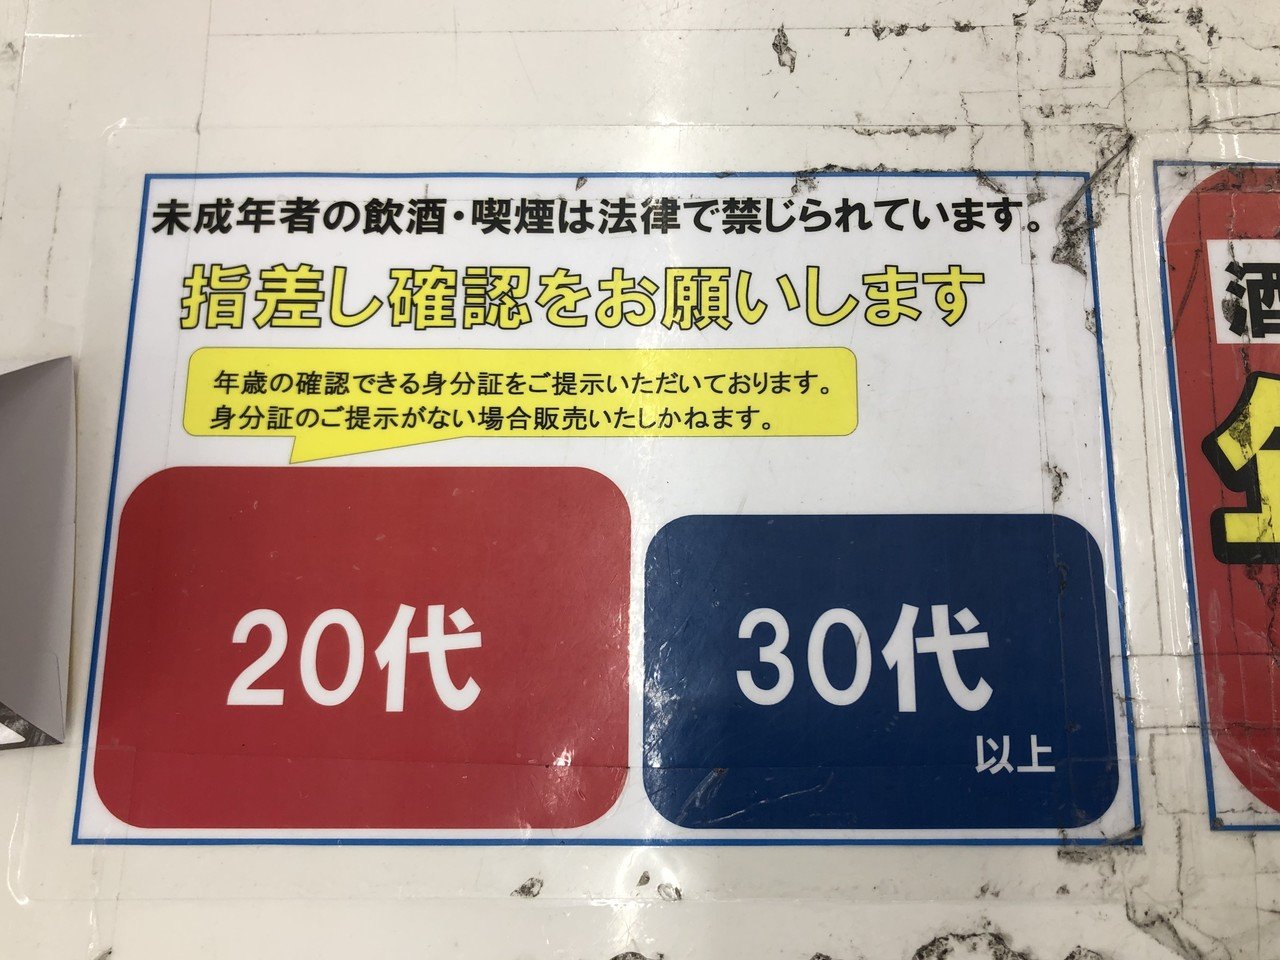 未成年者の飲酒・喫煙は法律で禁じられています。
指差し確認をお願いします
年歳の確認できる身分証をご提示いただいております。
身分証のご提示がない場合販売いたしかねます。
20代
30代
以上
酒